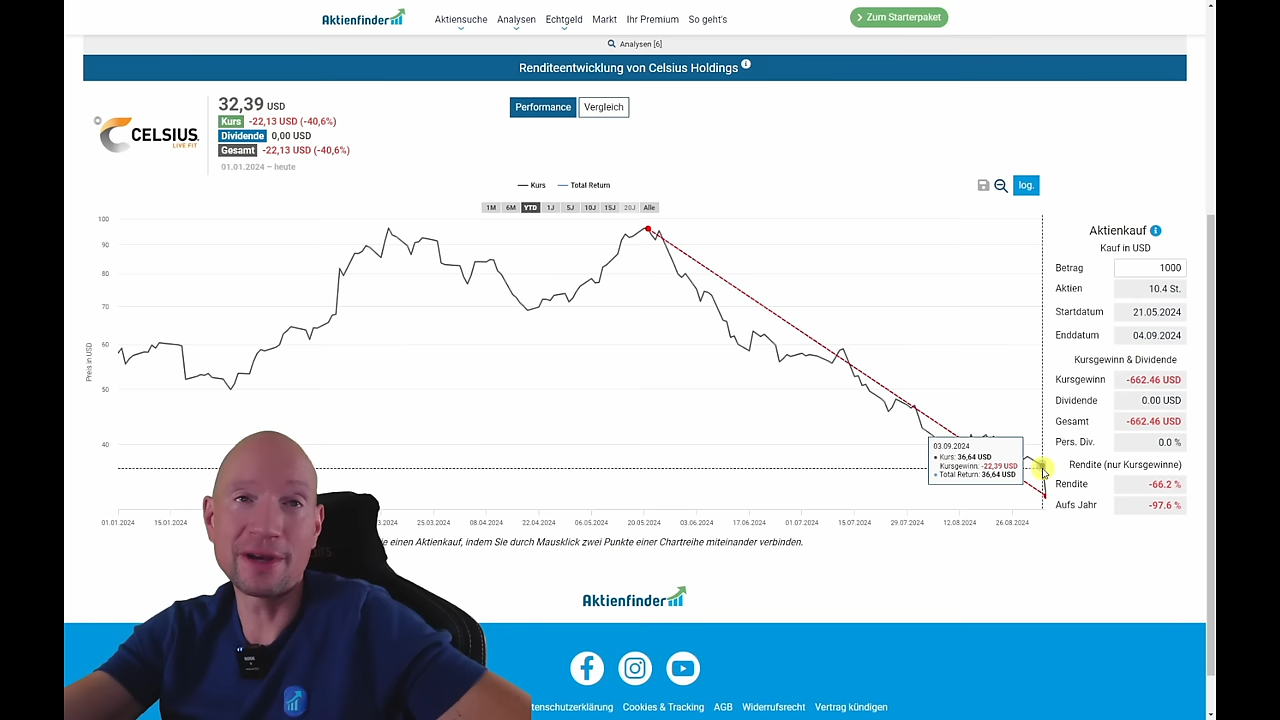 Aktienfinder
Aktiensuche Analysen Echtgeld Markt Ihr Premium So geht's
Zum Starterpaket
Analysen [6]
Renditeentwicklung von Celsius Holdings
CELSIUS
LIVE FIT
32,39 USD
Kurs -22,13 USD (-40,6%)
Dividende 0,00 USD
Gesamt -22,13 USD (-40,6%)
01.01.2024 – heute
Performance Vergleich
Kurs Total Return
log.
1M 6M YTD 1J 5J 10J 15J 20J Alle
100
90
80
70
60
50
40
Preis in USD
03.09.2024
Kurs: 36,64 USD
Kursgewinn: -22,39 USD
Total Return: 36,64 USD
01.01.2024 15.01.2024 3.2024 25.03.2024 08.04.2024 22.04.2024 06.05.2024 20.05.2024 03.06.2024 17.06.2024 01.07.2024 15.07.2024 29.07.2024 12.08.2024 26.08.2024
e einen Aktienkauf, indem Sie durch Mausklick zwei Punkte einer Chartreihe miteinander verbinden.
Aktienkauf
Kauf in USD
Betrag 1000
Aktien 10.4 St.
Startdatum 21.05.2024
Enddatum 04.09.2024
Kursgewinn & Dividende
Kursgewinn -662.46 USD
Dividende 0.00 USD
Gesamt -662.46 USD
Pers. Div. 0.0 %
Rendite (nur Kursgewinne)
Rendite -66.2 %
Aufs Jahr -97.6 %
Aktienfinder
tenschutzerklärung Cookies & Tracking AGB Widerrufsrecht Vertrag kündigen